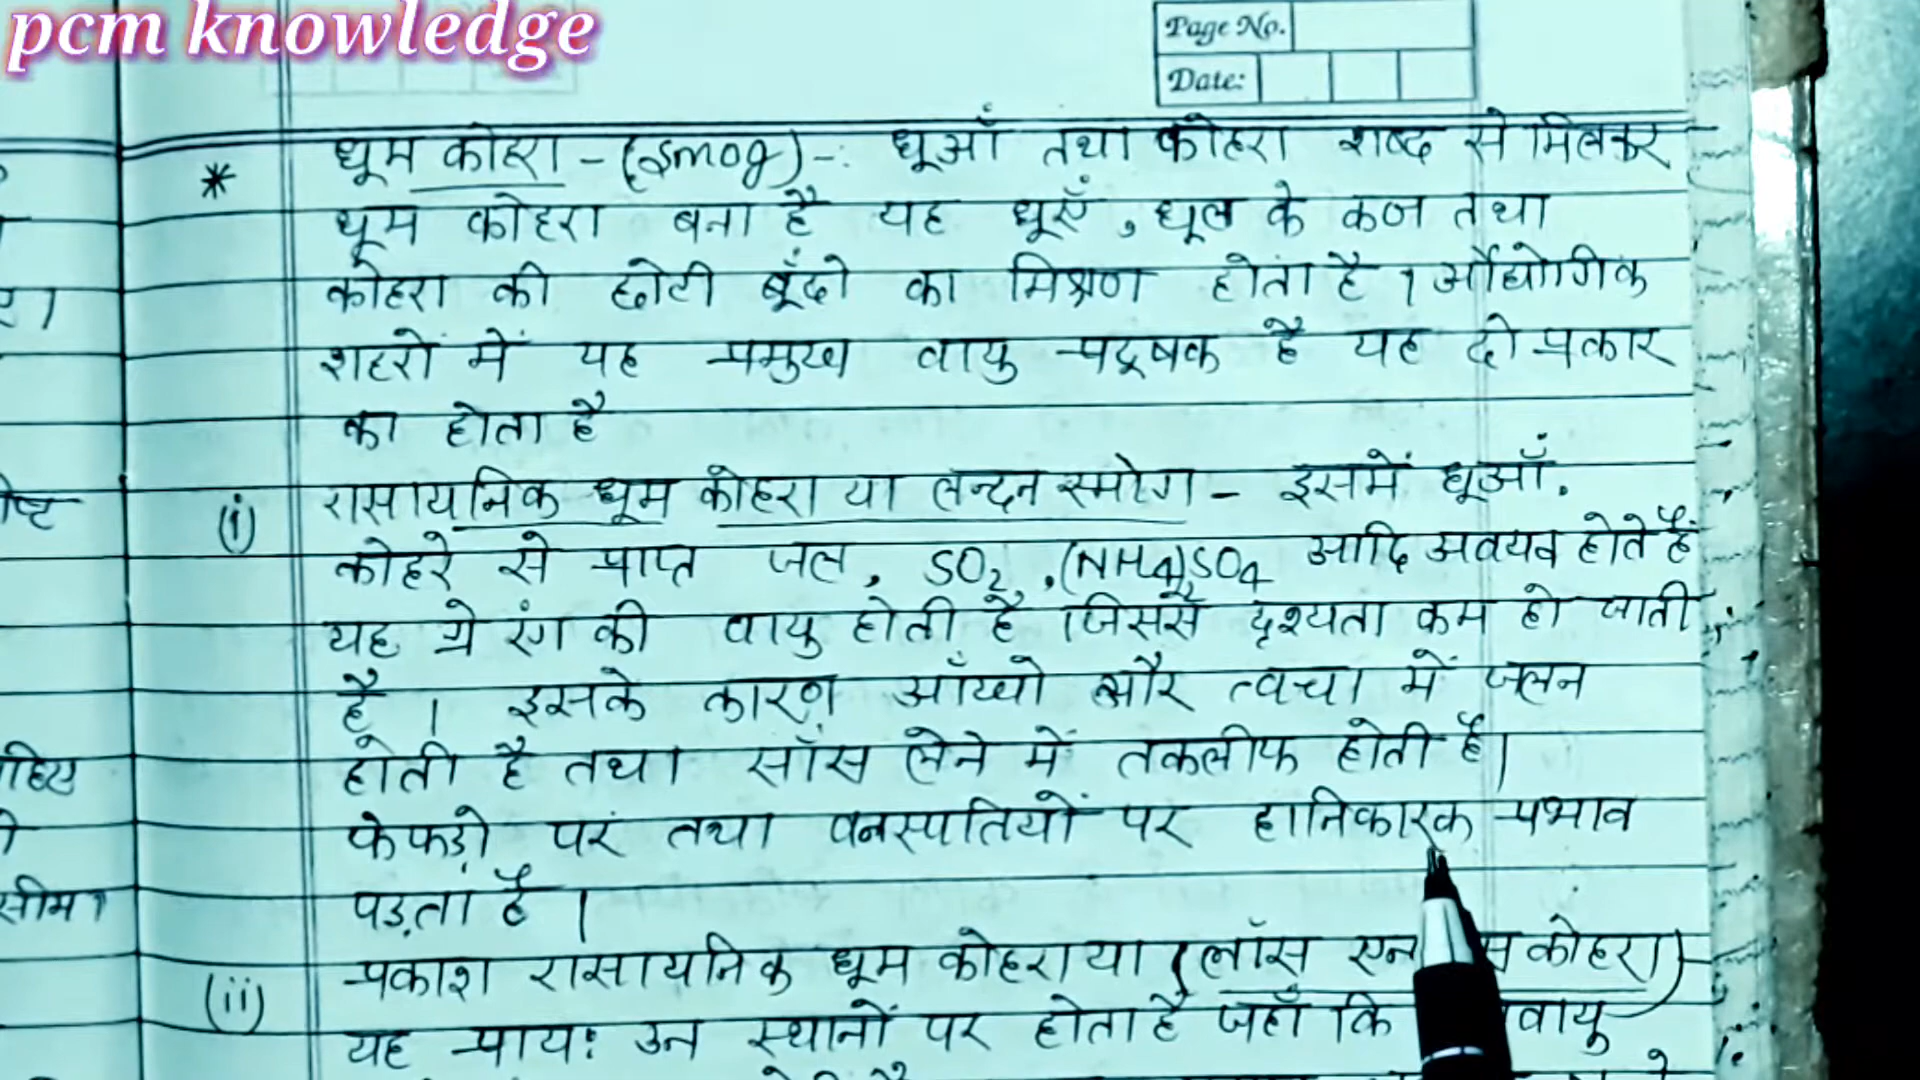 pcm knowledge
Page No.
Date:
* धूम कोहरा - (Smog) -: धूआँ तथा कोहरा शब्द से मिलकर
धूम कोहरा बना है यह धूएँ, धूल के कण तथा
कोहरा की छोटी बूँदो का मिश्रण होता है । औद्योगिक
शहरों में यह प्रमुख वायु प्रदूषक है यह दो प्रकार
का होता है
(i) रासायनिक धूम कोहरा या लन्दन स्मोग - इसमें धूआँ.
कोहरे से प्राप्त जल, SO₂, (NH₄)₂SO₄ आदि अवयव होते हैं
यह ग्रे रंग की वायु होती है जिससे दृश्यता कम हो जाती
है । इसके कारण आँखो और त्वचा में जलन
होती है तथा साँस लेने में तकलीफ होती है।
फेफड़ो पर तथा वनस्पतियों पर हानिकारक प्रभाव
पड़ता है ।
(ii) प्रकाश रासायनिक धूम कोहरा या (लॉस कोहरा)
यह प्राय: उन स्थानों पर होता है जहाँ कि
ष्ट
हिए
सीमा